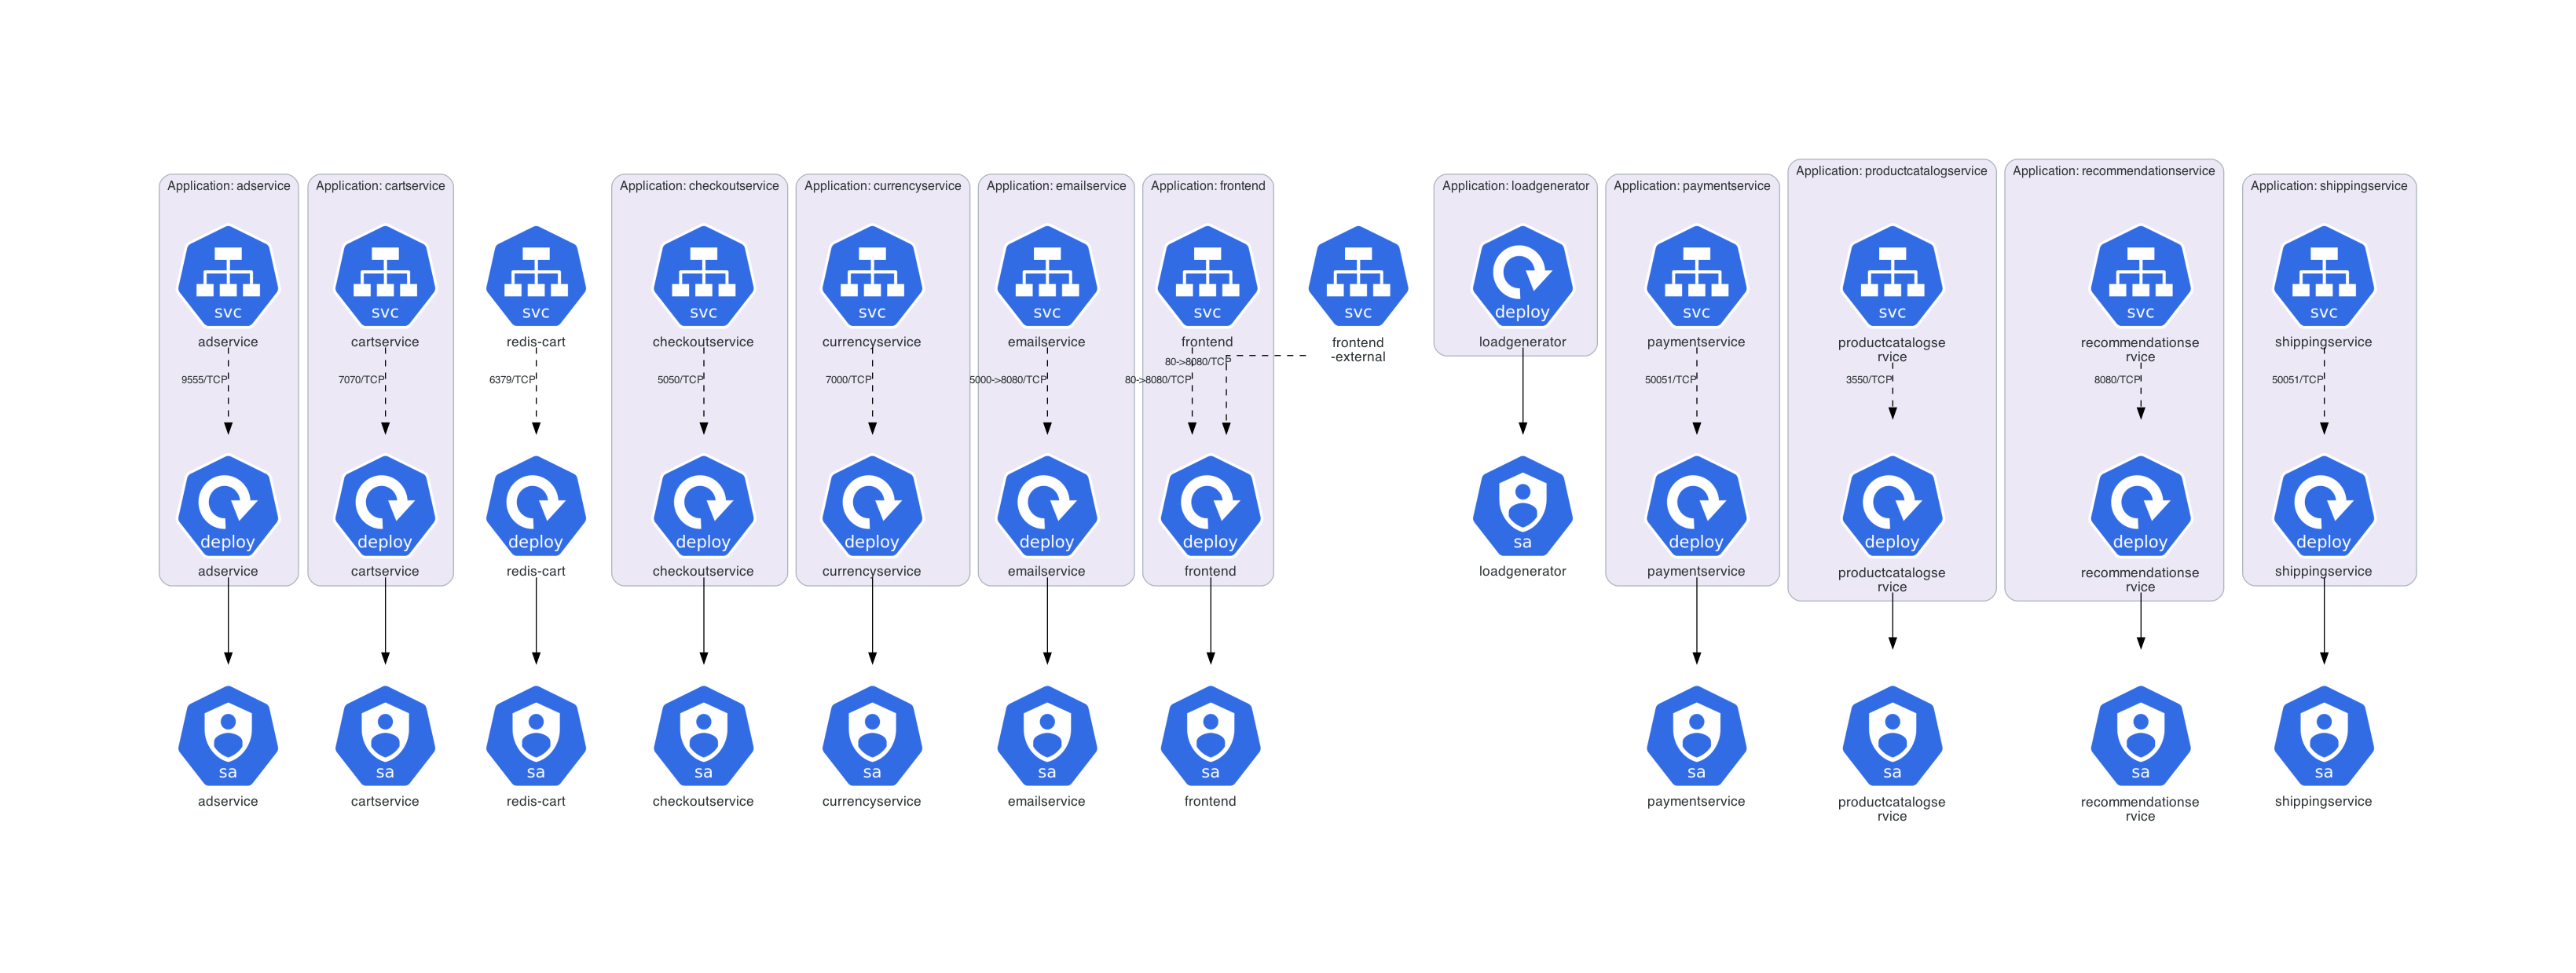 Application: productcatalogservice
Application: recommendationservice
Application: adservice
Application: cartservice
Application: checkoutservice
Application: currencyservice
Application: emailservice
Application: frontend
Application: loadgenerator
Application: paymentservice
Application: shippingservice
svc
svc
svc
svc
svc
svc
svc
svc
deploy
svc
svc
svc
svc
adservice
cartservice
redis-cart
checkoutservice
currencyservice
emailservice
frontend
frontend
-external
loadgenerator
paymentservice
productcatalogse
rvice
recommendationse
rvice
shippingservice
80->8080/TCP
9555/TCP
7070/TCP
6379/TCP
5050/TCP
7000/TCP
5000->8080/TCP
80->8080/TCP
50051/TCP
3550/TCP
8080/TCP
50051/TCP
deploy
deploy
deploy
deploy
deploy
deploy
deploy
sa
deploy
deploy
deploy
deploy
adservice
cartservice
redis-cart
checkoutservice
currencyservice
emailservice
frontend
loadgenerator
paymentservice
productcatalogse
rvice
recommendationse
rvice
shippingservice
sa
sa
sa
sa
sa
sa
sa
sa
sa
sa
sa
adservice
cartservice
redis-cart
checkoutservice
currencyservice
emailservice
frontend
paymentservice
productcatalogse
rvice
recommendationse
rvice
shippingservice